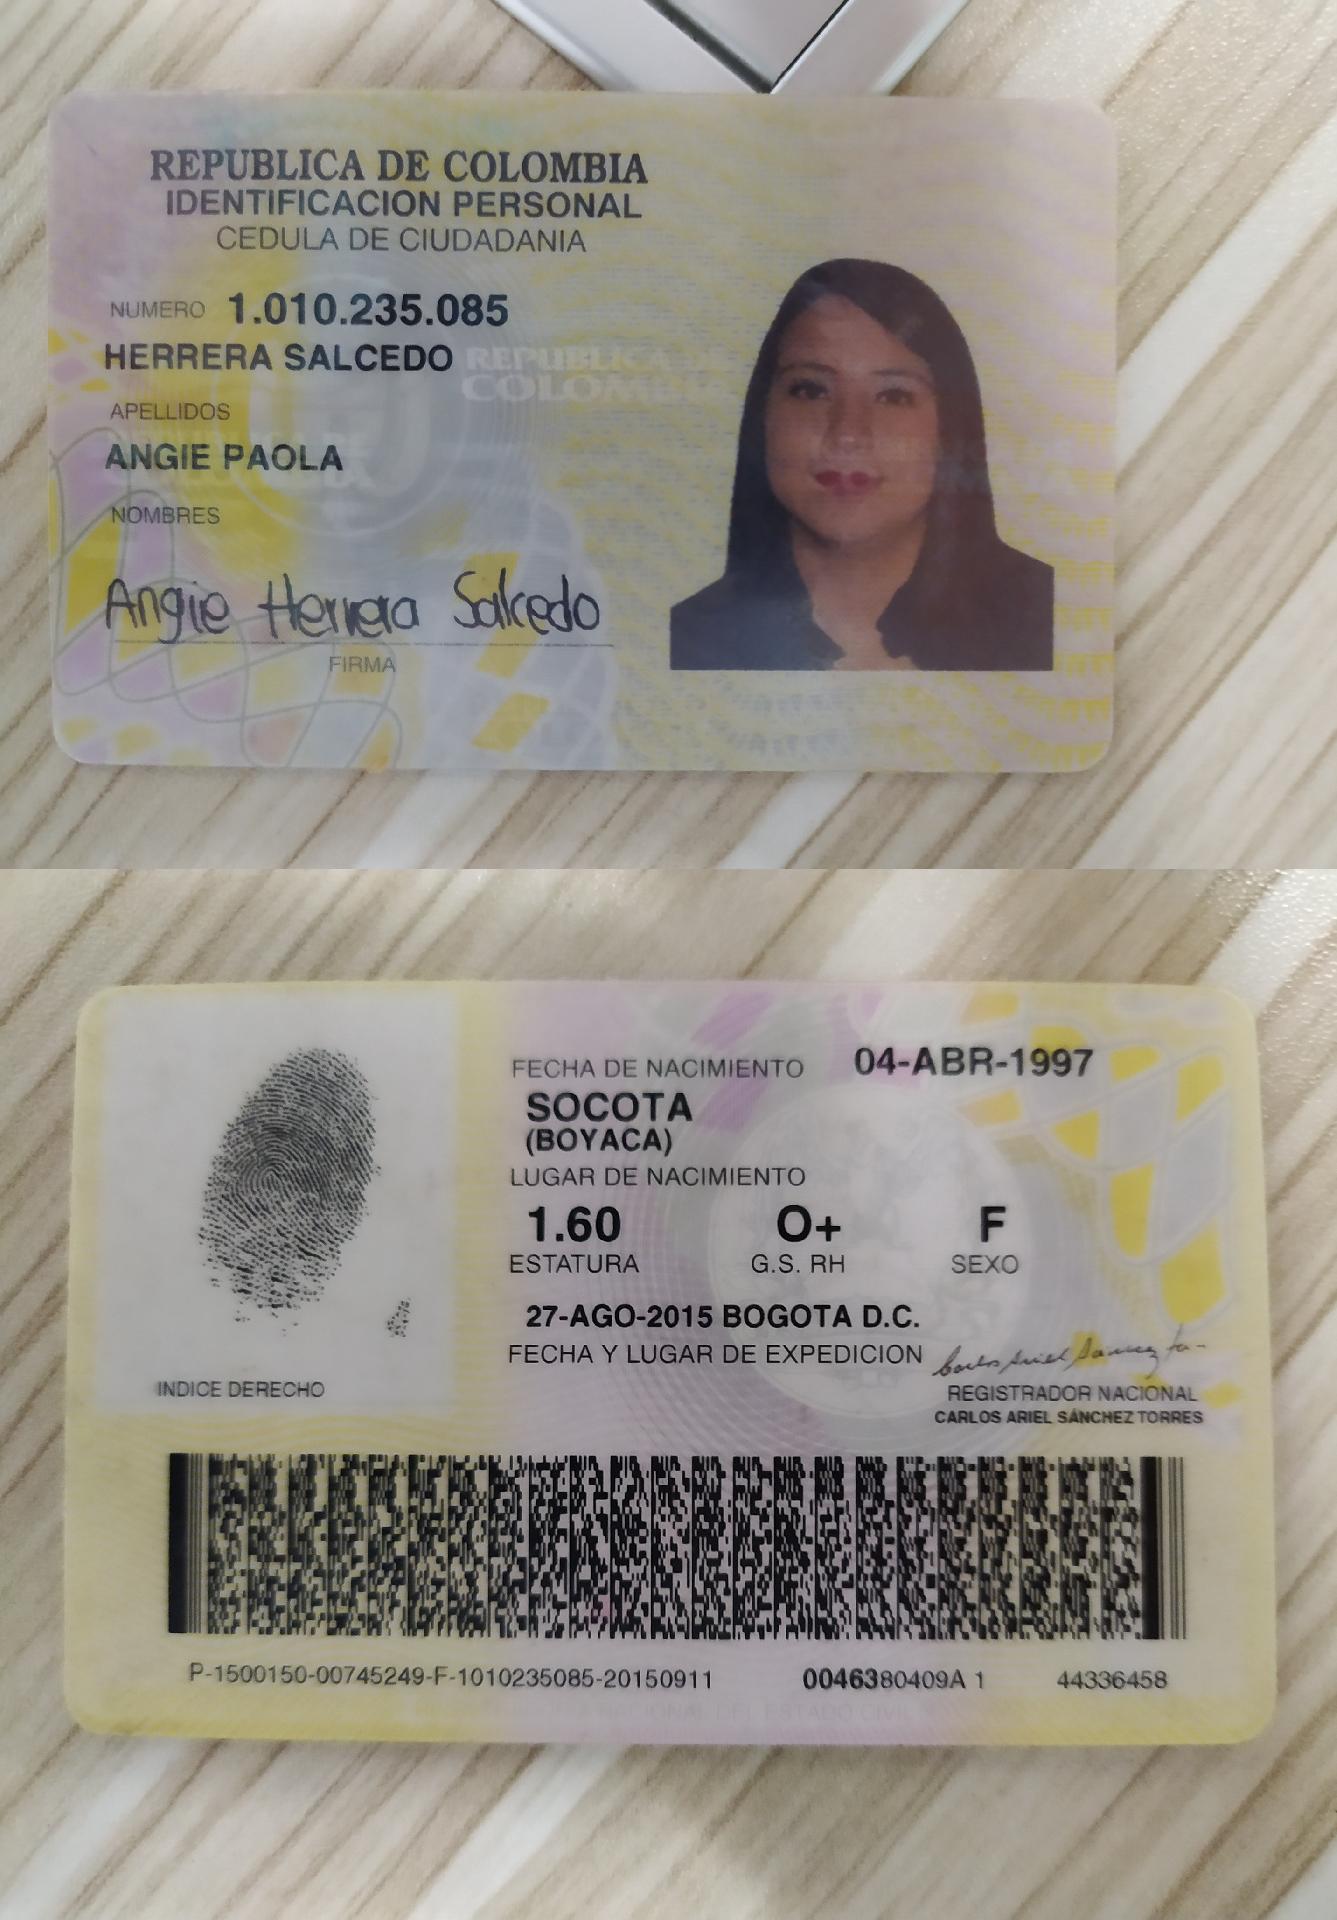 REPUBLICA DE COLOMBIA
IDENTIFICACION PERSONAL
CEDULA DE CIUDADANIA
NUMERO 1.010.235.085
HERRERA SALCEDO
REPUBLICA DE
COLOMBIA
APELLIDOS
ANGIE PAOLA
NOMBRES
Angie Herrera Salcedo
FIRMA
FECHA DE NACIMIENTO 04-ABR-1997
SOCOTA
(BOYACA)
LUGAR DE NACIMIENTO
1.60 O+ F
ESTATURA G.S. RH SEXO
27-AGO-2015 BOGOTA D.C.
FECHA Y LUGAR DE EXPEDICION
INDICE DERECHO
REGISTRADOR NACIONAL
CARLOS ARIEL SÁNCHEZ TORRES
P-1500150-00745249-F-1010235085-20150911 0046380409A 1 44336458